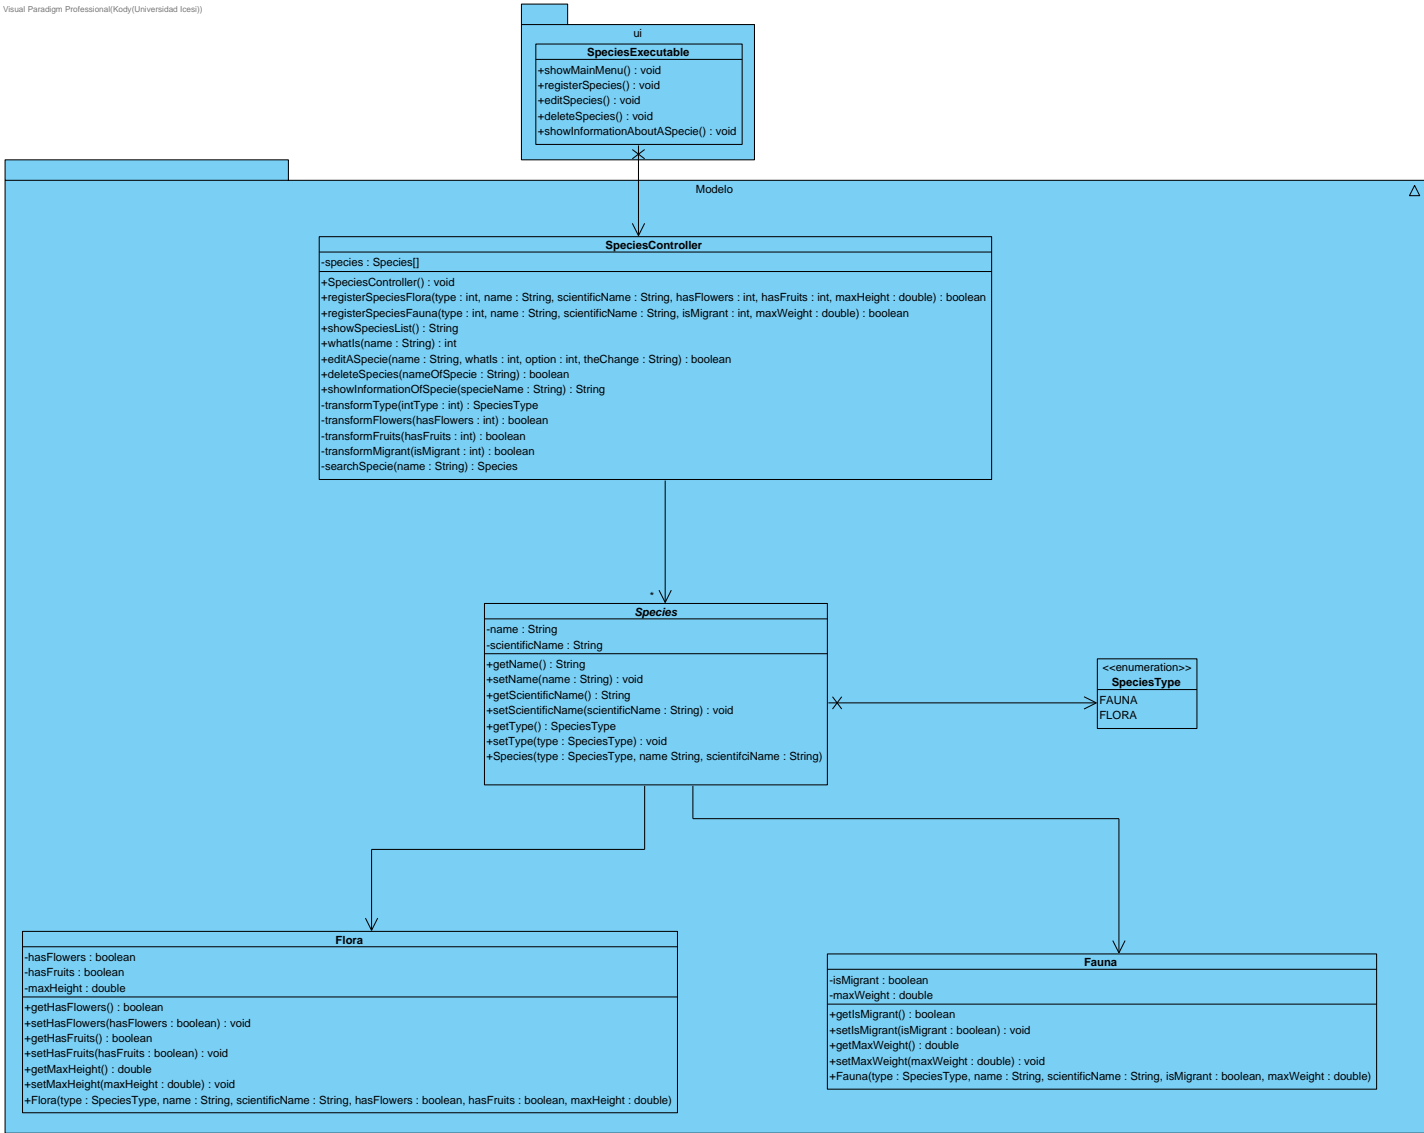 Visual Paradigm Professional(Kody(Universidad Icesi))
ui
SpeciesExecutable
+showMainMenu() : void
+registerSpecies() : void
+editSpecies() : void
+deleteSpecies() : void
+showInformationAboutASpecie() : void
Modelo
SpeciesController
-species : Species[]
+SpeciesController() : void
+registerSpeciesFlora(type : int, name : String, scientificName : String, hasFlowers : int, hasFruits : int, maxHeight : double) : boolean
+registerSpeciesFauna(type : int, name : String, scientificName : String, isMigrant : int, maxWeight : double) : boolean
+showSpeciesList() : String
+whatIs(name : String) : int
+editASpecie(name : String, whatIs : int, option : int, theChange : String) : boolean
+deleteSpecies(nameOfSpecie : String) : boolean
+showInformationOfSpecie(specieName : String) : String
-transformType(intType : int) : SpeciesType
-transformFlowers(hasFlowers : int) : boolean
-transformFruits(hasFruits : int) : boolean
-transformMigrant(isMigrant : int) : boolean
-searchSpecie(name : String) : Species
*
Species
-name : String
-scientificName : String
+getName() : String
+setName(name : String) : void
+getScientificName() : String
+setScientificName(scientificName : String) : void
+getType() : SpeciesType
+setType(type : SpeciesType) : void
+Species(type : SpeciesType, name String, scientifciName : String)
<<enumeration>>
SpeciesType
FAUNA
FLORA
Flora
-hasFlowers : boolean
-hasFruits : boolean
-maxHeight : double
+getHasFlowers() : boolean
+setHasFlowers(hasFlowers : boolean) : void
+getHasFruits() : boolean
+setHasFruits(hasFruits : boolean) : void
+getMaxHeight() : double
+setMaxHeight(maxHeight : double) : void
+Flora(type : SpeciesType, name : String, scientificName : String, hasFlowers : boolean, hasFruits : boolean, maxHeight : double)
Fauna
-isMigrant : boolean
-maxWeight : double
+getIsMigrant() : boolean
+setIsMigrant(isMigrant : boolean) : void
+getMaxWeight() : double
+setMaxWeight(maxWeight : double) : void
+Fauna(type : SpeciesType, name : String, scientificName : String, isMigrant : boolean, maxWeight : double)